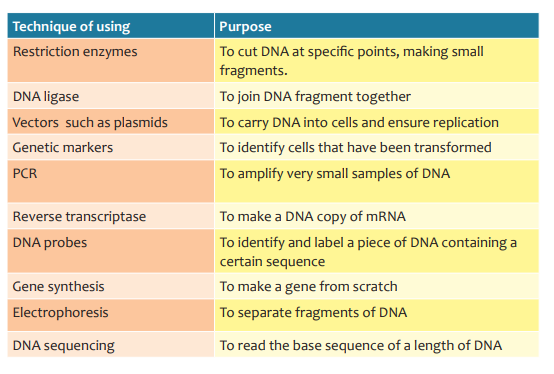 Technique of using Purpose
Restriction enzymes To cut DNA at specific points, making small
fragments.
DNA ligase To join DNA fragment together
Vectors such as plasmids To carry DNA into cells and ensure replication
Genetic markers To identify cells that have been transformed
PCR To amplify very small samples of DNA
Reverse transcriptase To make a DNA copy of mRNA
DNA probes To identify and label a piece of DNA containing a
certain sequence
Gene synthesis To make a gene from scratch
Electrophoresis To separate fragments of DNA
DNA sequencing To read the base sequence of a length of DNA